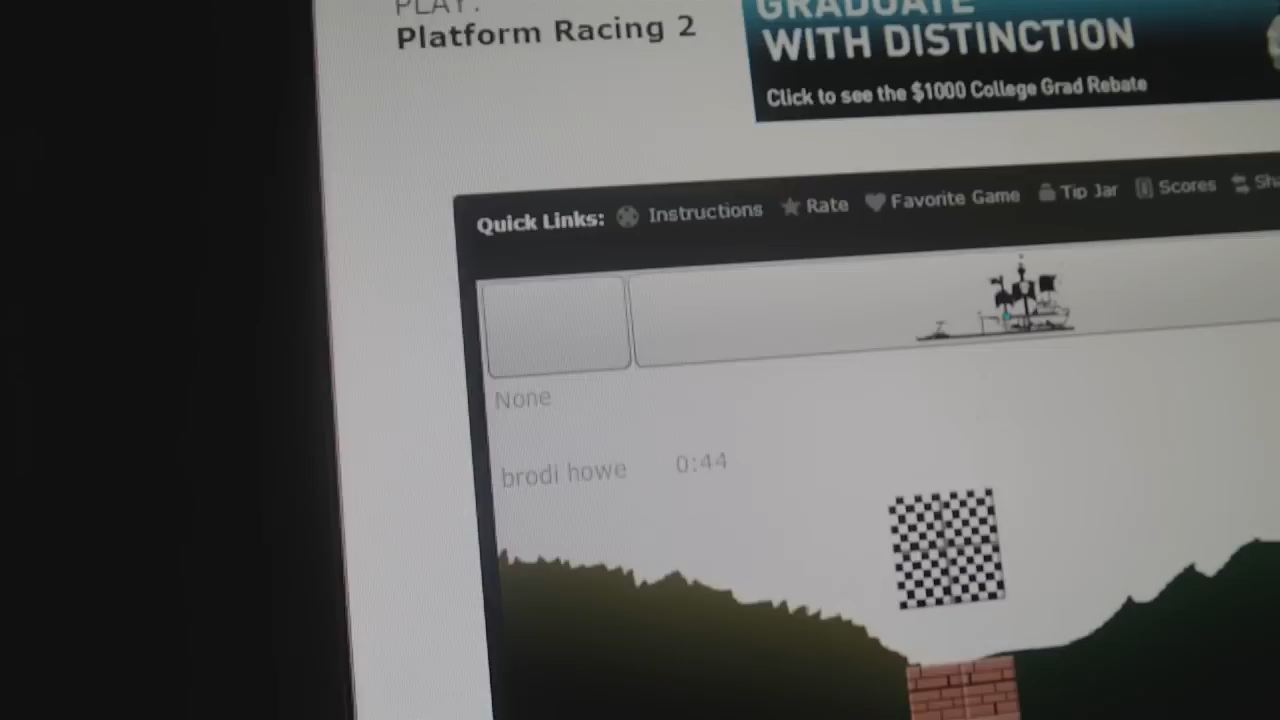 PLAY:
Platform Racing 2
GRADUATE
WITH DISTINCTION
Click to see the $1000 College Grad Rebate
Quick Links: Instructions Rate Favorite Game Tip Jar Scores
None
brodi howe 0:44